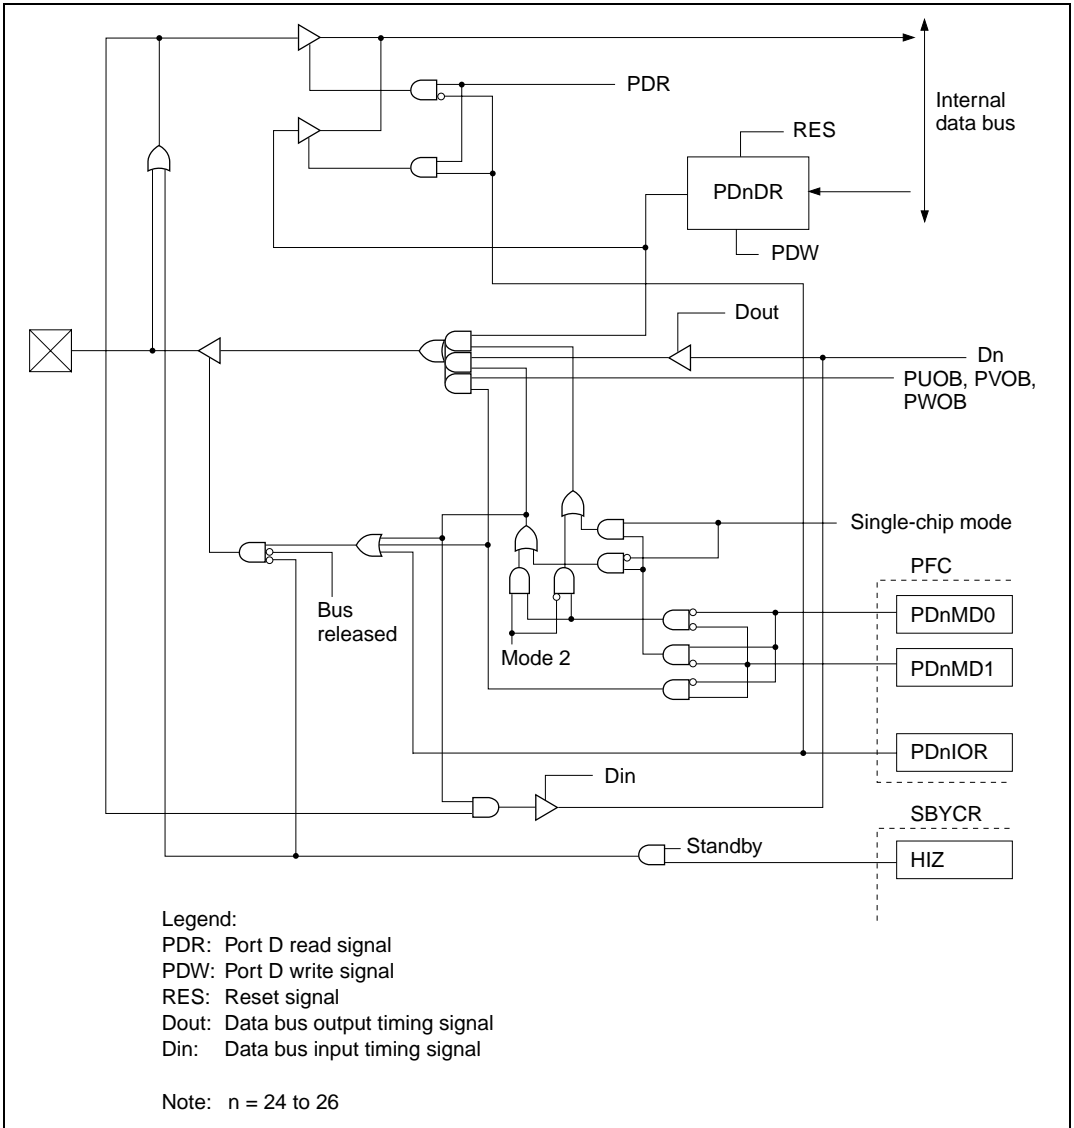 PDR
Internal
data bus
RES
PDnDR
PDW
Dout
Dn
PUOB, PVOB,
PWOB
Single-chip mode
PFC
PDnMD0
Bus
released
Mode 2
PDnMD1
PDnIOR
Din
SBYCR
Standby
HIZ
Legend:
PDR: Port D read signal
PDW: Port D write signal
RES: Reset signal
Dout: Data bus output timing signal
Din: Data bus input timing signal
Note: n = 24 to 26